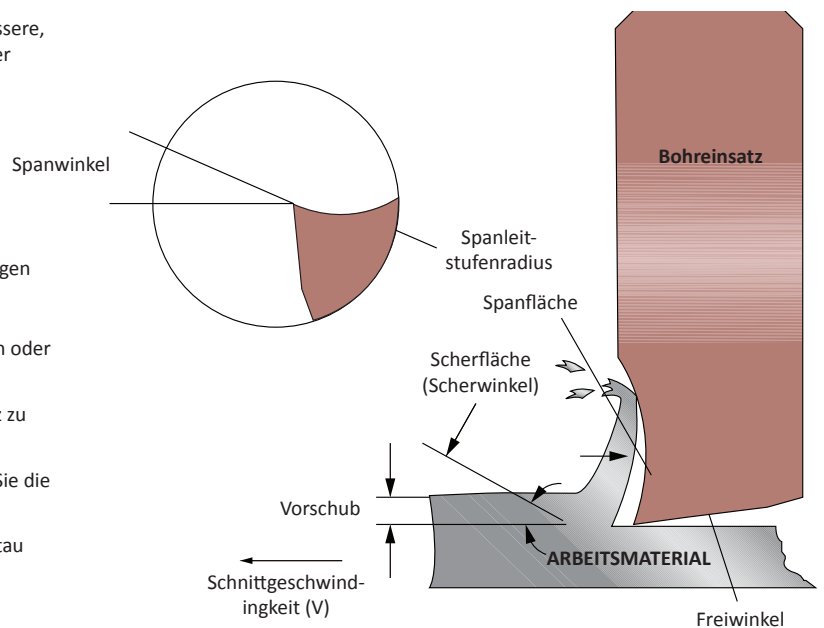 ssere,
er
gen
n oder
z zu
Sie die
tau
Spanwinkel
Bohreinsatz
Spanleit-
stufenradius
Spanfläche
Scherfläche
(Scherwinkel)
Vorschub
ARBEITSMATERIAL
Schnittgeschwind-
ingkeit (V)
Freiwinkel